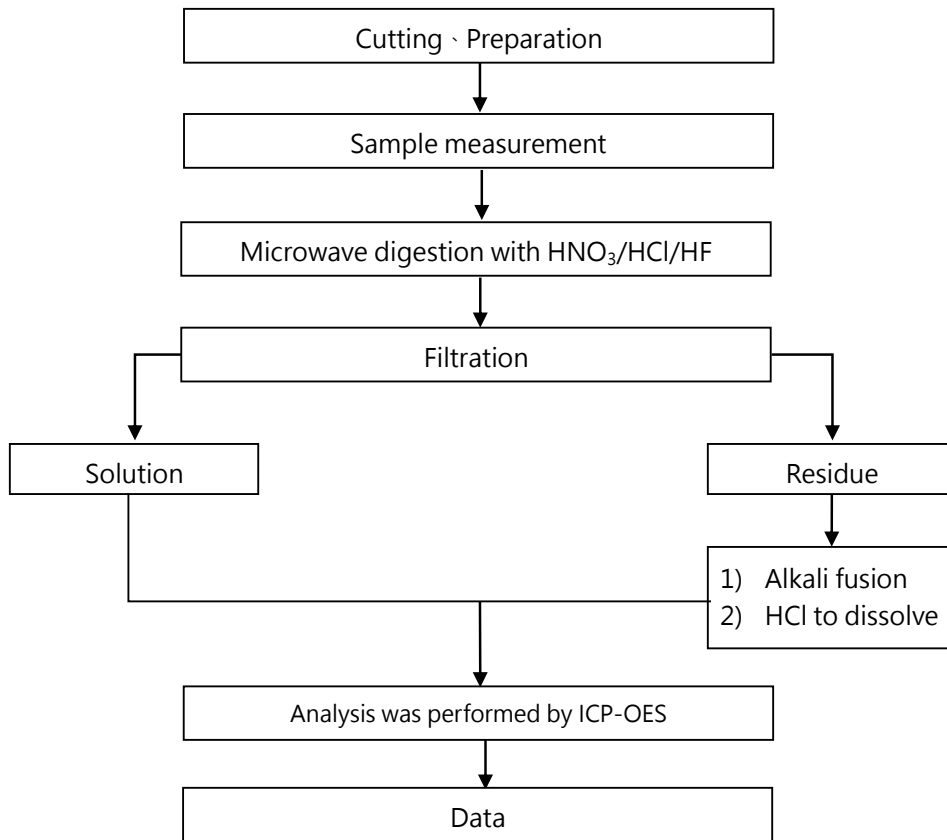 Cutting、Preparation
Sample measurement
Microwave digestion with HNO₃/HCl/HF
Filtration
Solution
Residue
1) Alkali fusion
2) HCl to dissolve
Analysis was performed by ICP-OES
Data